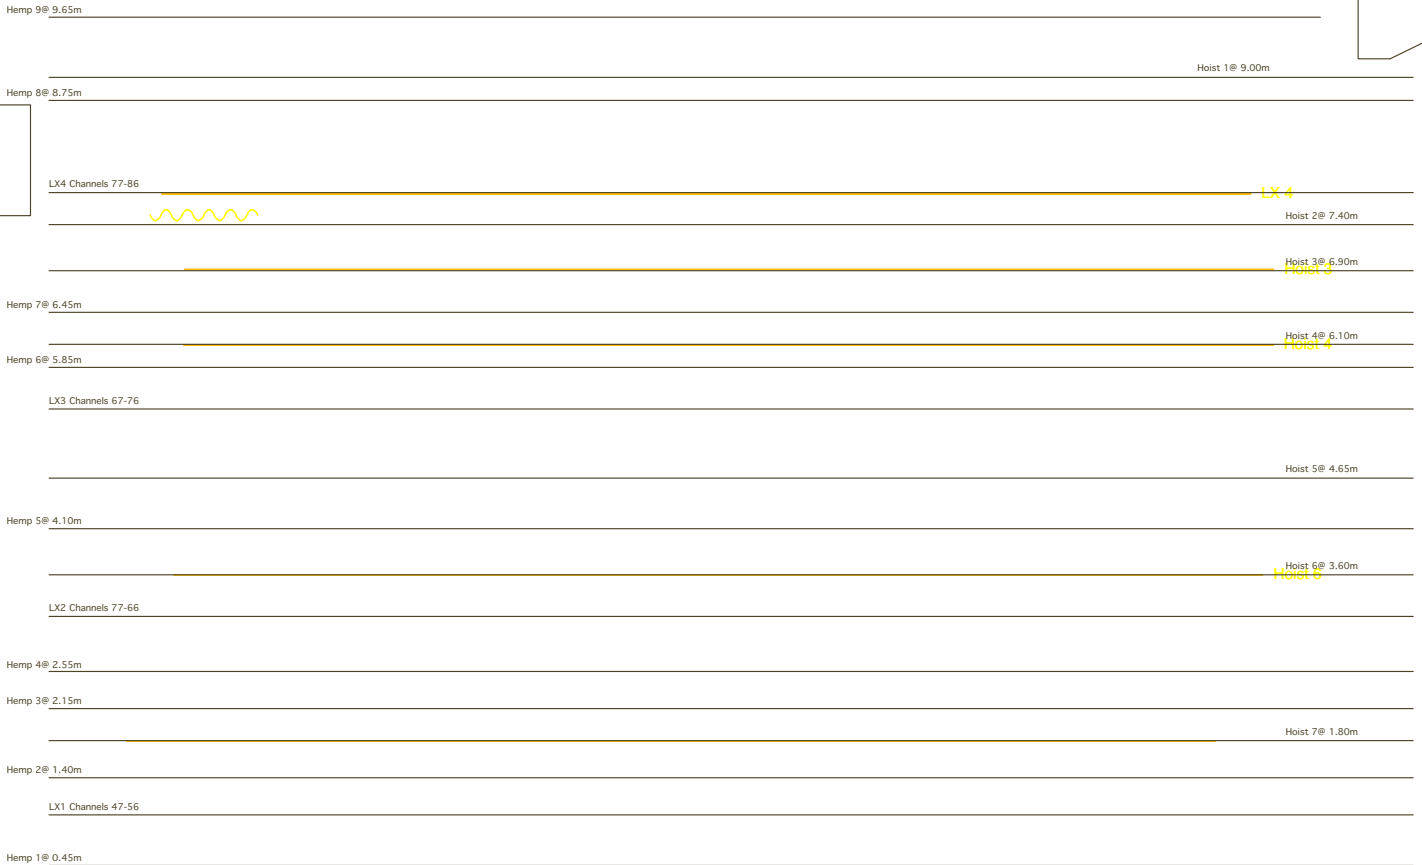 Hemp 9@ 9.65m
Hoist 1@ 9.00m
Hemp 8@ 8.75m
LX4 Channels 77-86
LX 4
Hoist 2@ 7.40m
Hoist 3@ 6.90m
Hoist 3
Hemp 7@ 6.45m
Hoist 4@ 6.10m
Hoist 4
Hemp 6@ 5.85m
LX3 Channels 67-76
Hoist 5@ 4.65m
Hemp 5@ 4.10m
Hoist 6@ 3.60m
Hoist 6
LX2 Channels 77-66
Hemp 4@ 2.55m
Hemp 3@ 2.15m
Hoist 7@ 1.80m
Hemp 2@ 1.40m
LX1 Channels 47-56
Hemp 1@ 0.45m